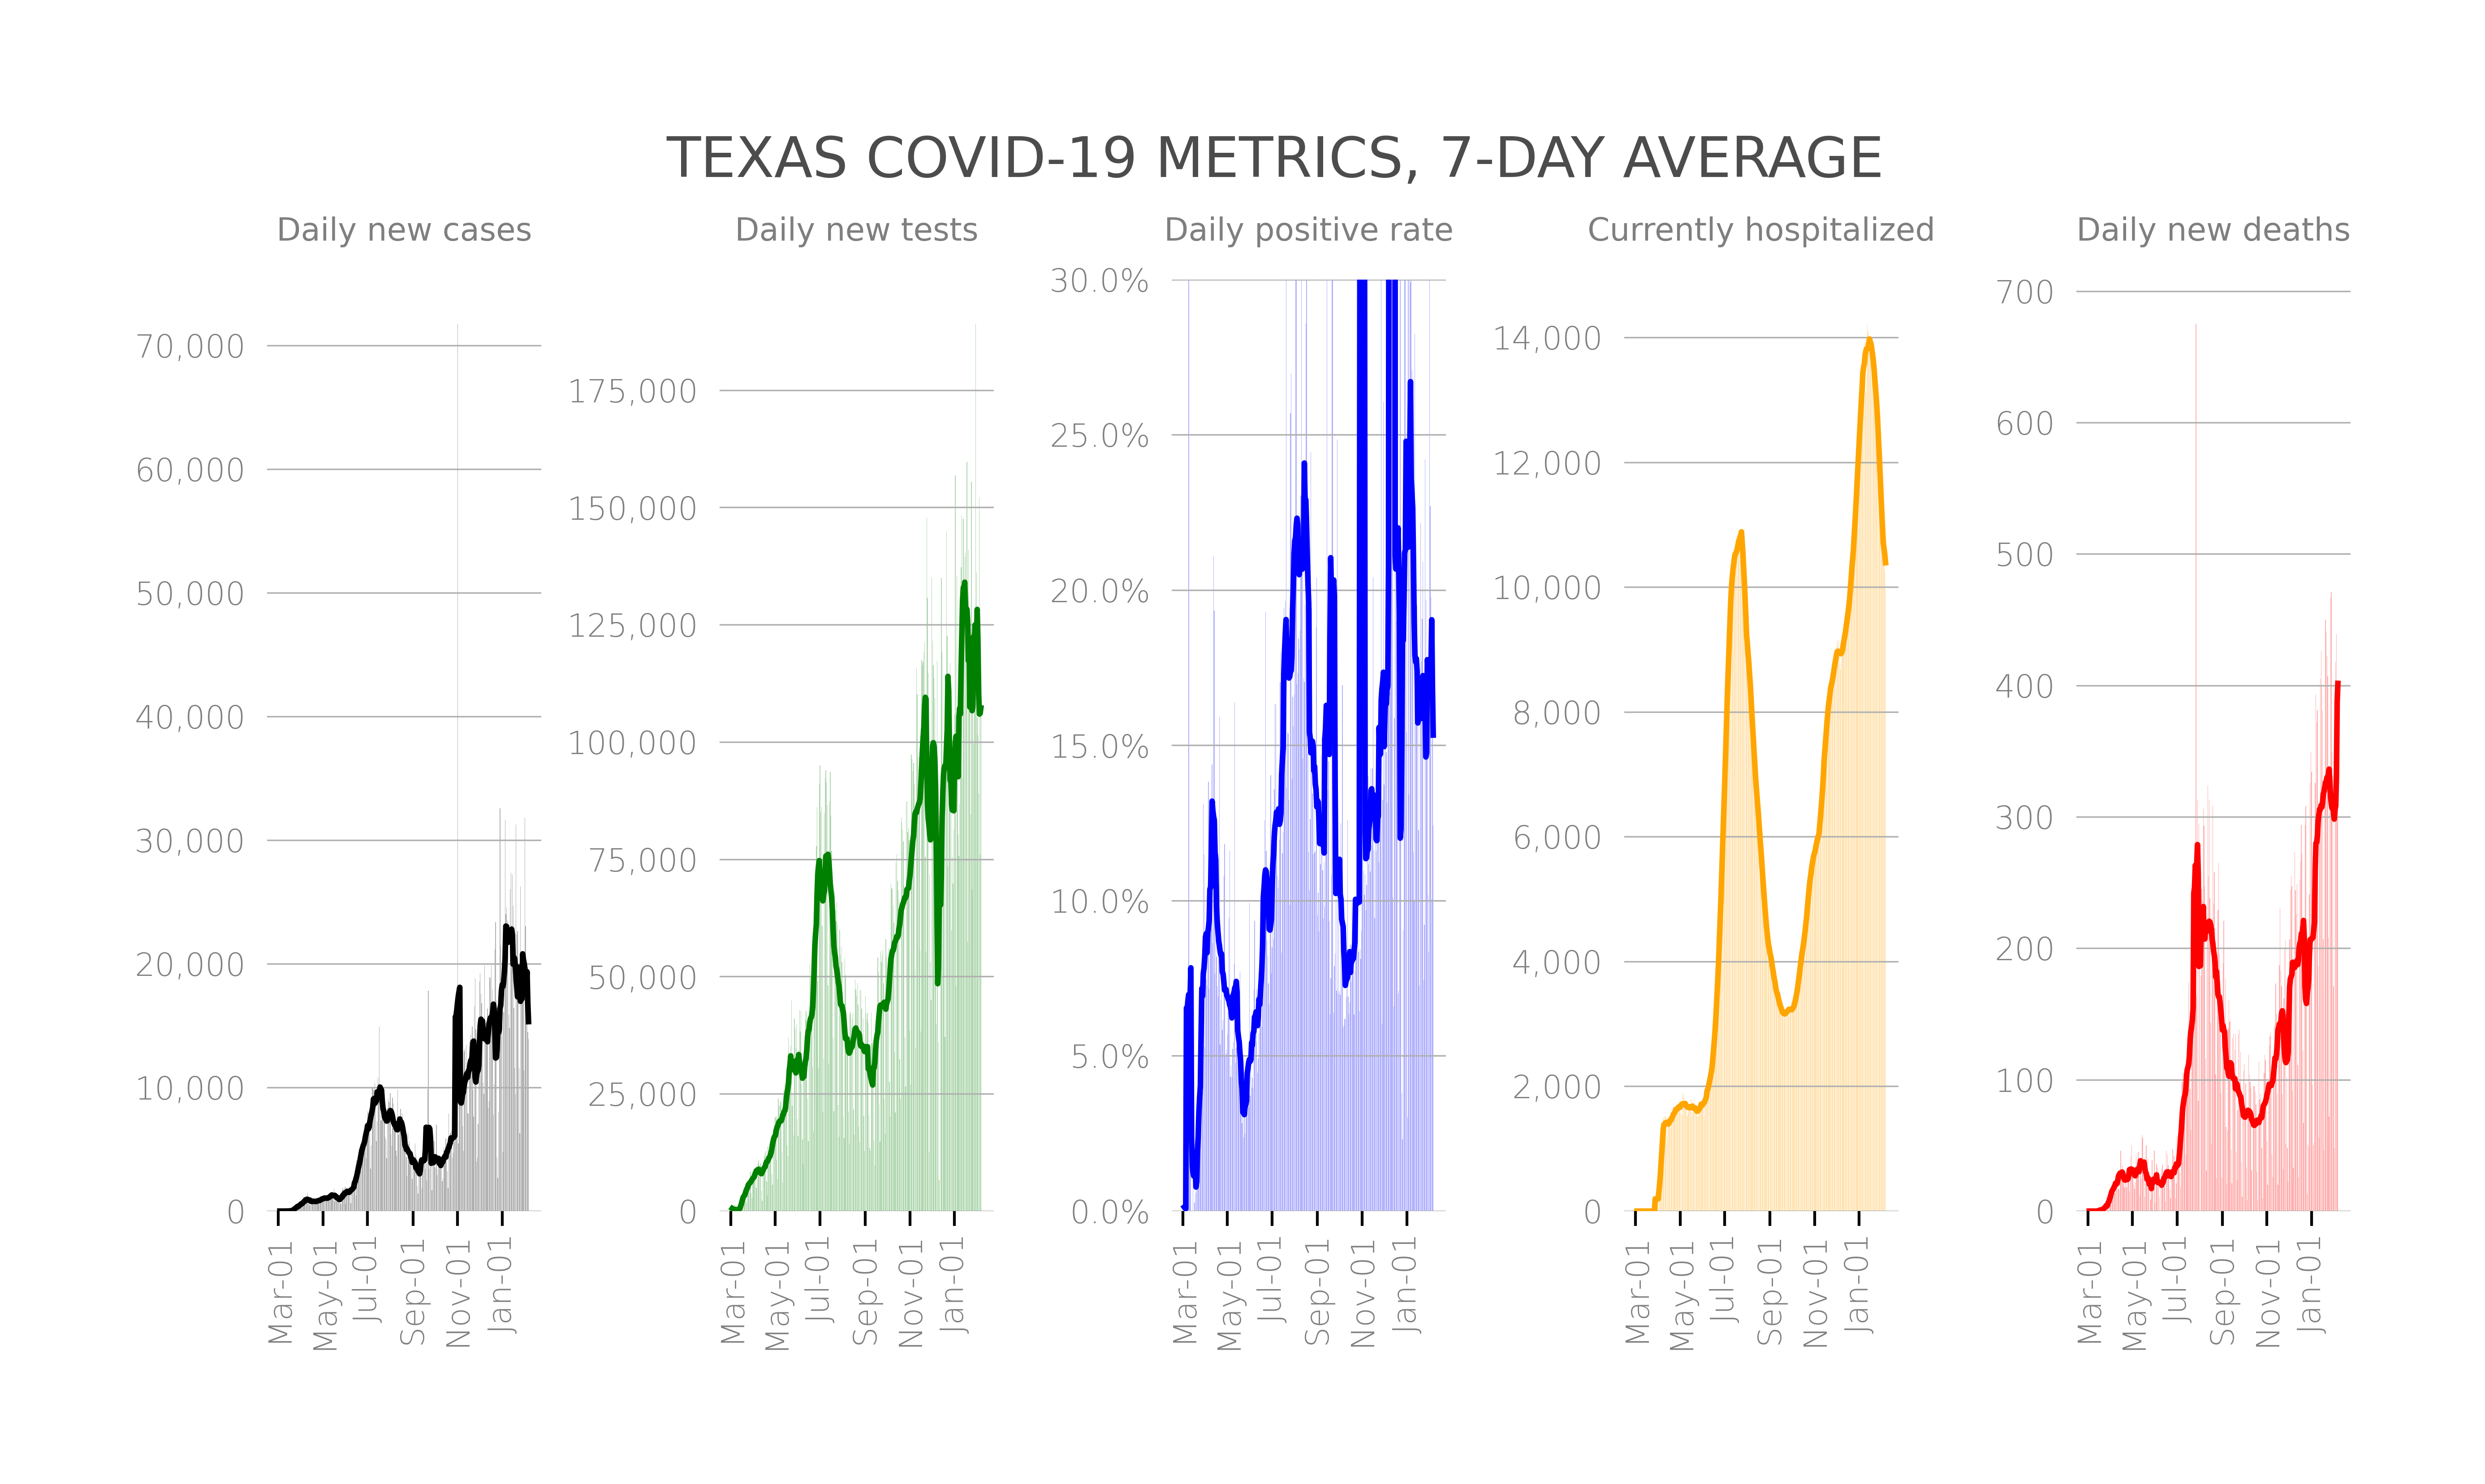 TEXAS COVID-19 METRICS, 7-DAY AVERAGE
Daily new cases
70,000
60,000
50,000
40,000
30,000
20,000
10,000
0
Mar-01
May-01
Jul-01
Sep-01
Nov-01
Jan-01
Daily new tests
175,000
150,000
125,000
100,000
75,000
50,000
25,000
0
Mar-01
May-01
Jul-01
Sep-01
Nov-01
Jan-01
Daily positive rate
30.0%
25.0%
20.0%
15.0%
10.0%
5.0%
0.0%
Mar-01
May-01
Jul-01
Sep-01
Nov-01
Jan-01
Currently hospitalized
14,000
12,000
10,000
8,000
6,000
4,000
2,000
0
Mar-01
May-01
Jul-01
Sep-01
Nov-01
Jan-01
Daily new deaths
700
600
500
400
300
200
100
0
Mar-01
May-01
Jul-01
Sep-01
Nov-01
Jan-01